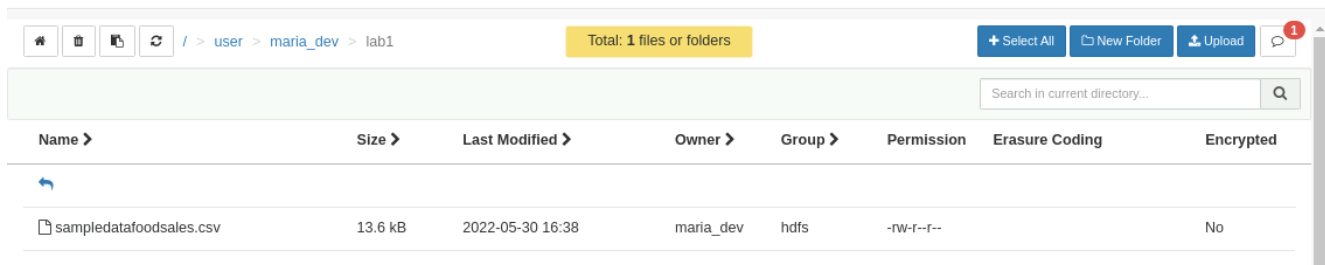 / > user > maria_dev > lab1 Total: 1 files or folders Select All New Folder Upload 1
Search in current directory...
Name Size Last Modified Owner Group Permission Erasure Coding Encrypted
sampledatafoodsales.csv 13.6 kB 2022-05-30 16:38 maria_dev hdfs -rw-r--r-- No